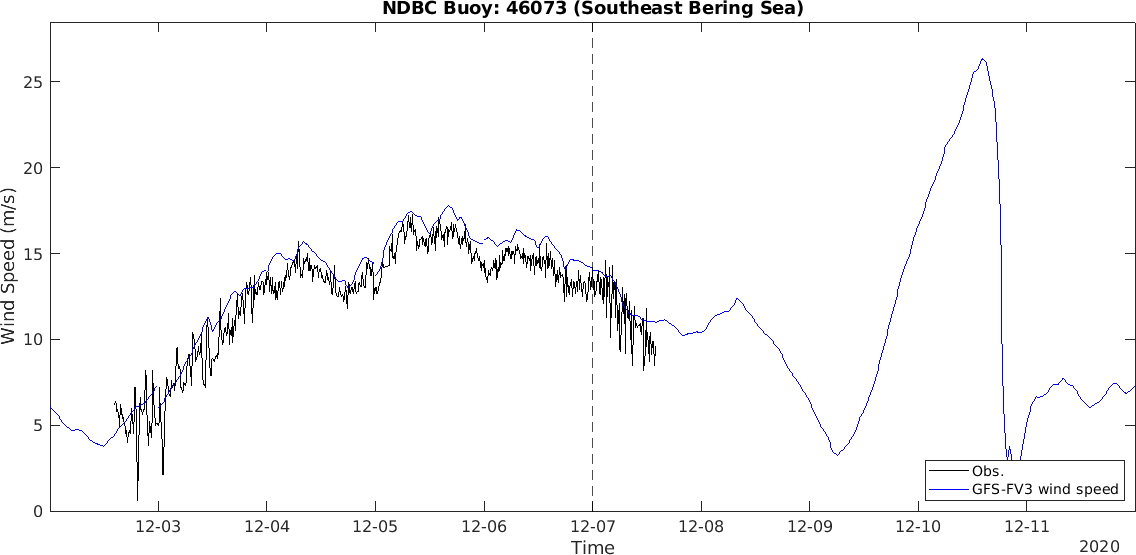 NDBC Buoy: 46073 (Southeast Bering Sea)
Wind Speed (m/s)
25
20
15
10
5
0
Obs.
GFS-FV3 wind speed
12-03 12-04 12-05 12-06 12-07 12-08 12-09 12-10 12-11
Time
2020